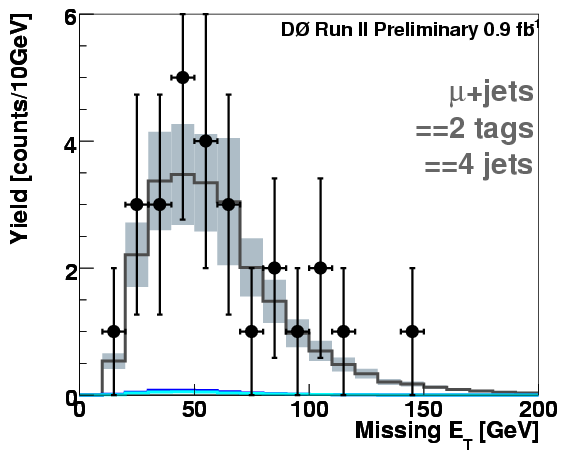 DØ Run II Preliminary 0.9 fb⁻¹
μ+jets
==2 tags
==4 jets
Yield [counts/10GeV]
6
4
2
0
0 50 100 150 200
Missing E_T [GeV]